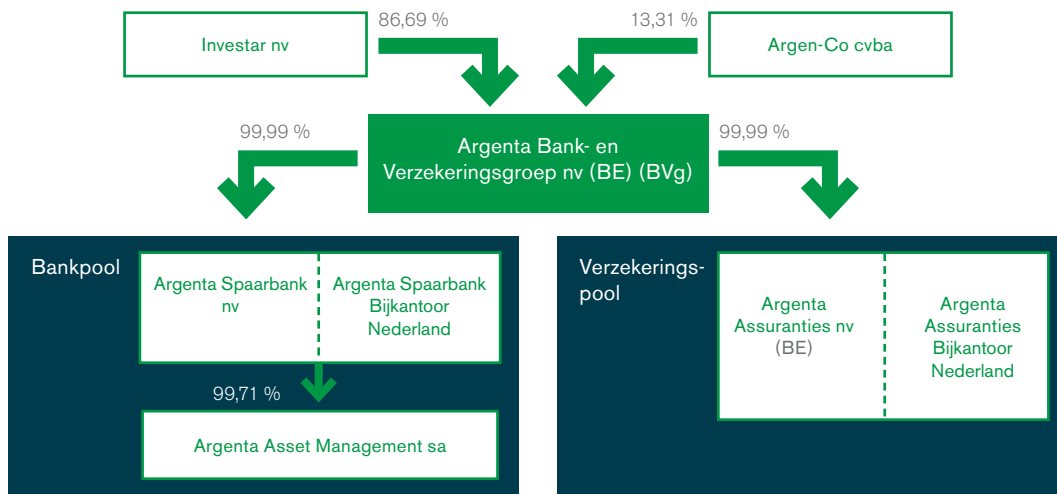 86,69 %
13,31 %
Investar nv
Argen-Co cvba
99,99 %
99,99 %
Argenta Bank- en
Verzekeringsgroep nv (BE) (BVg)
Bankpool
Argenta Spaarbank
nv
Argenta Spaarbank
Bijkantoor
Nederland
99,71 %
Argenta Asset Management sa
Verzekerings-
pool
Argenta
Assuranties nv
(BE)
Argenta
Assuranties
Bijkantoor
Nederland